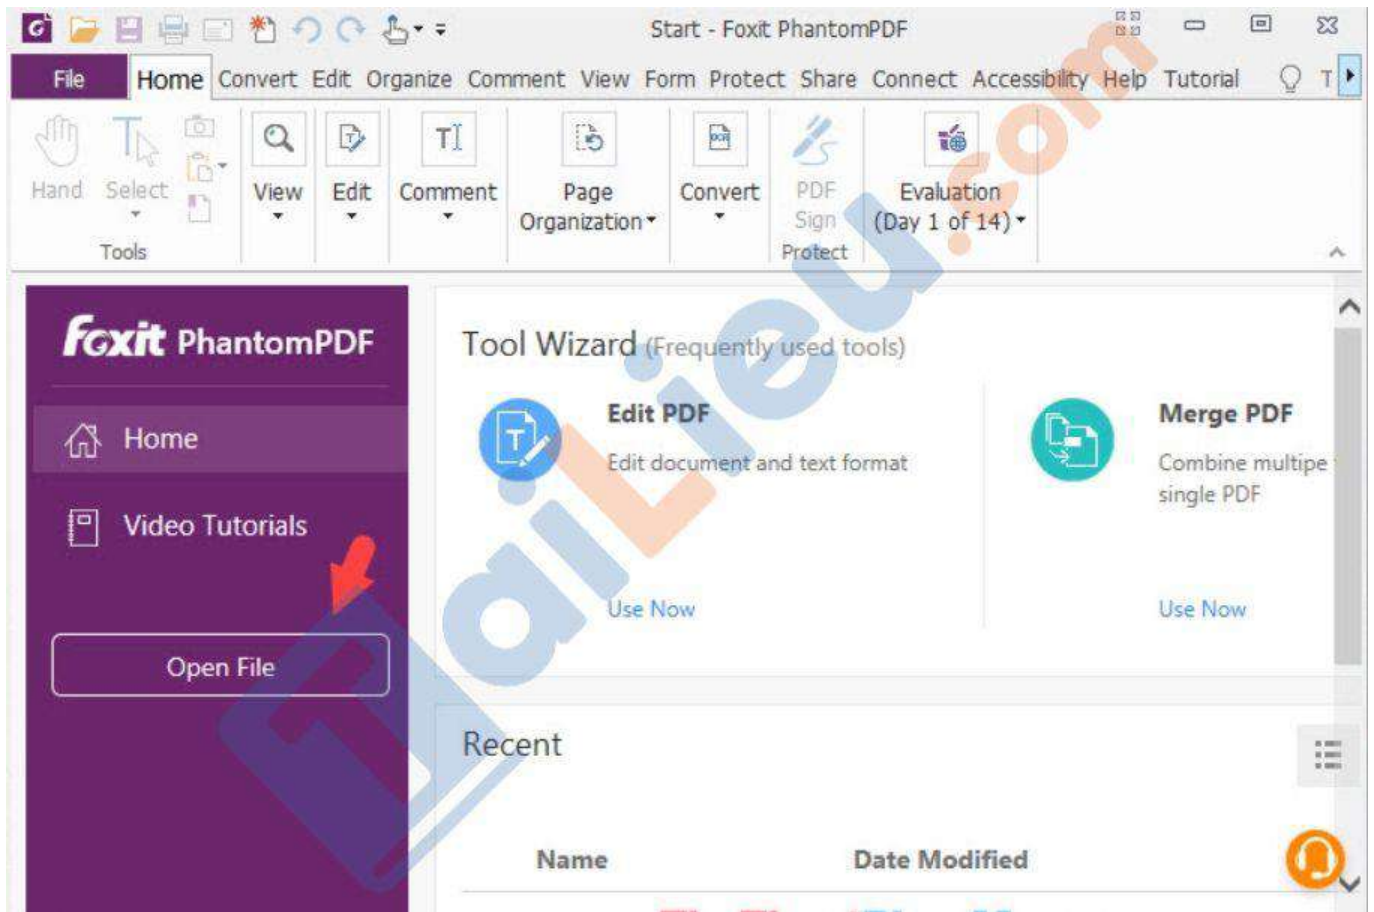 Start - Foxit PhantomPDF
File Home Convert Edit Organize Comment View Form Protect Share Connect Accessibility Help Tutorial T
Hand Select View Edit Comment Page Convert PDF Evaluation
Organization Sign (Day 1 of 14)
Tools Protect
foxit PhantomPDF
Home
Video Tutorials
Open File
Tool Wizard (Frequently used tools)
Edit PDF
Edit document and text format
Use Now
Merge PDF
Combine multipe
single PDF
Use Now
Recent
Name Date Modified
TaiLieu.com